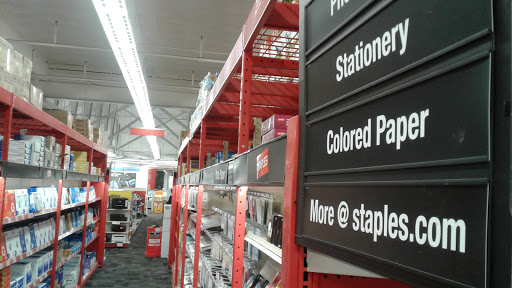 Stationery
Colored Paper
More @ staples.com